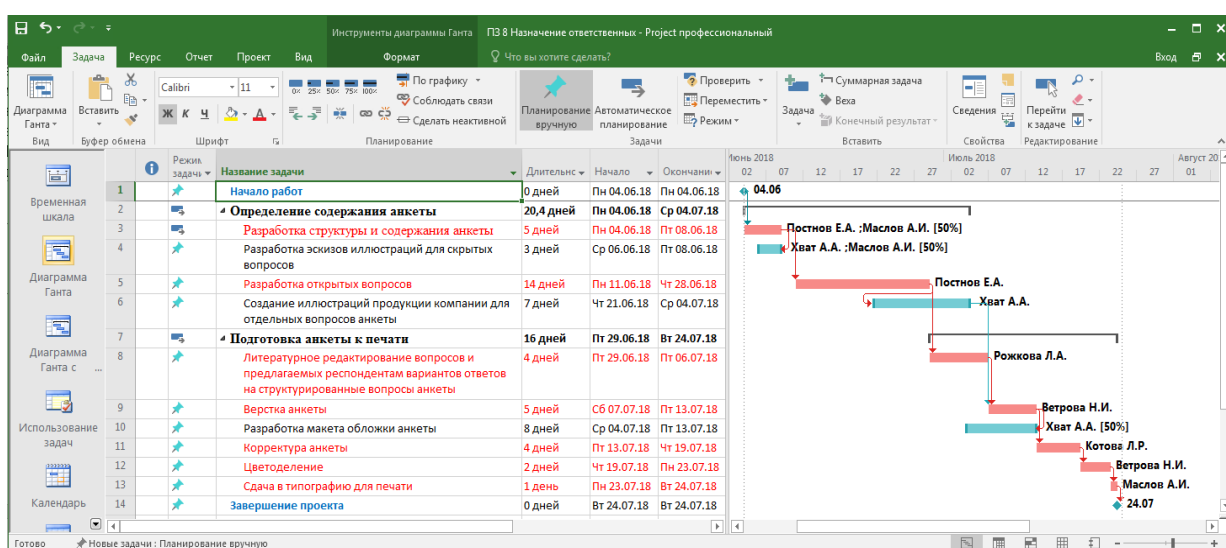 Инструменты диаграммы Ганта ПЗ 8 Назначение ответственных - Project профессиональный
Файл Задача Ресурс Отчет Проект Вид Формат Что вы хотите сделать? Вход
Диаграмма Ганта
Вставить
Calibri 11
Ж К Ч
0× 25× 50× 75× 100×
По графику
Соблюдать связи
Сделать неактивной
Планирование вручную
Автоматическое планирование
Проверить
Переместить
Режим
Задача
Суммарная задача
Веха
Конечный результат
Сведения
Перейти к задаче
Вид Буфер обмена Шрифт Планирование Задачи Вставить Свойства Редактирование
Временная шкала
Диаграмма Ганта
Диаграмма Ганта с ...
Использование задач
Календарь
Режим задачи Название задачи Длительнс Начало Окончани
Июнь 2018 Июль 2018 Август 20
02 07 12 17 22 27 02 07 12 17 22 27 01
1 Начало работ 0 дней Пн 04.06.18 Пн 04.06.18 04.06
2 Определение содержания анкеты 20,4 дней Пн 04.06.18 Ср 04.07.18
3 Разработка структуры и содержания анкеты 5 дней Пн 04.06.18 Пт 08.06.18 Постнов Е.А. ;Маслов А.И. [50%]
4 Разработка эскизов иллюстраций для скрытых 3 дней Ср 06.06.18 Пт 08.06.18 Хват А.А. ;Маслов А.И. [50%]
вопросов
5 Разработка открытых вопросов 14 дней Пн 11.06.18 Чт 28.06.18 Постнов Е.А.
6 Создание иллюстраций продукции компании для 7 дней Чт 21.06.18 Ср 04.07.18 Хват А.А.
отдельных вопросов анкеты
7 Подготовка анкеты к печати 16 дней Пт 29.06.18 Вт 24.07.18
8 Литературное редактирование вопросов и 4 дней Пт 29.06.18 Пт 06.07.18 Рожкова Л.А.
предлагаемых респондентам вариантов ответов
на структурированные вопросы анкеты
9 Верстка анкеты 5 дней Сб 07.07.18 Пт 13.07.18 Ветрова Н.И.
10 Разработка макета обложки анкеты 8 дней Ср 04.07.18 Пт 13.07.18 Хват А.А. [50%]
11 Корректура анкеты 4 дней Пт 13.07.18 Чт 19.07.18 Котова Л.Р.
12 Цветоделение 2 дней Чт 19.07.18 Пн 23.07.18 Ветрова Н.И.
13 Сдача в типографию для печати 1 день Пн 23.07.18 Вт 24.07.18 Маслов А.И.
14 Завершение проекта 0 дней Вт 24.07.18 Вт 24.07.18 24.07
Готово Новые задачи : Планирование вручную